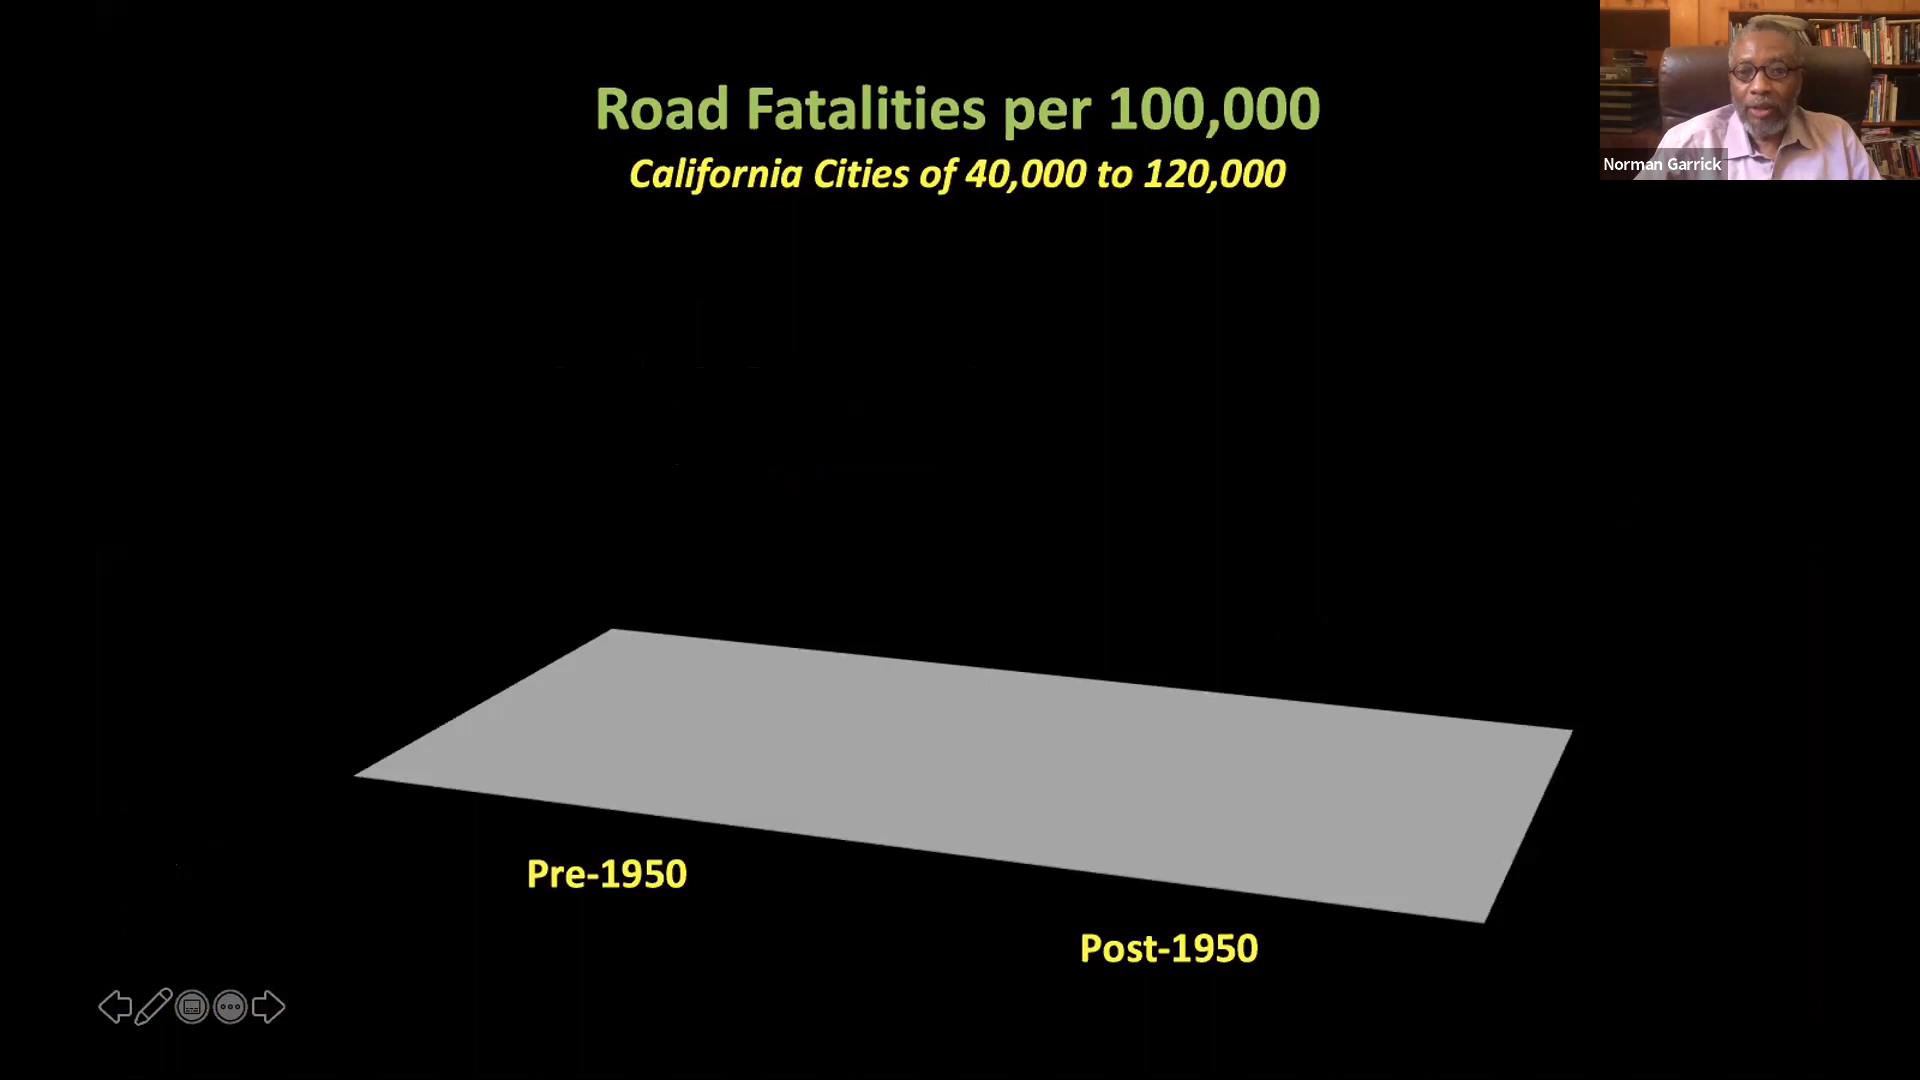 Road Fatalities per 100,000
California Cities of 40,000 to 120,000
Norman Garrick
Pre-1950
Post-1950